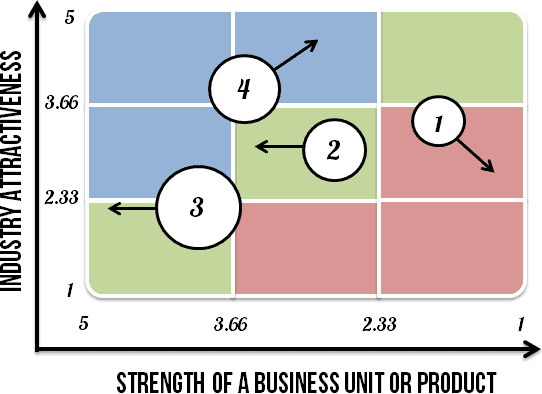 INDUSTRY ATTRACTIVENESS
5
3.66
2.33
1
4
1
2
3
5 3.66 2.33 1
STRENGTH OF A BUSINESS UNIT OR PRODUCT